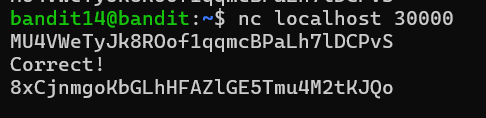 bandit14@bandit:~$ nc localhost 30000
MU4VWeTyJk8ROof1qqmcBPaLh7lDCPvS
Correct!
8xCjnmgoKbGLhHFAZlGE5Tmu4M2tKJQo